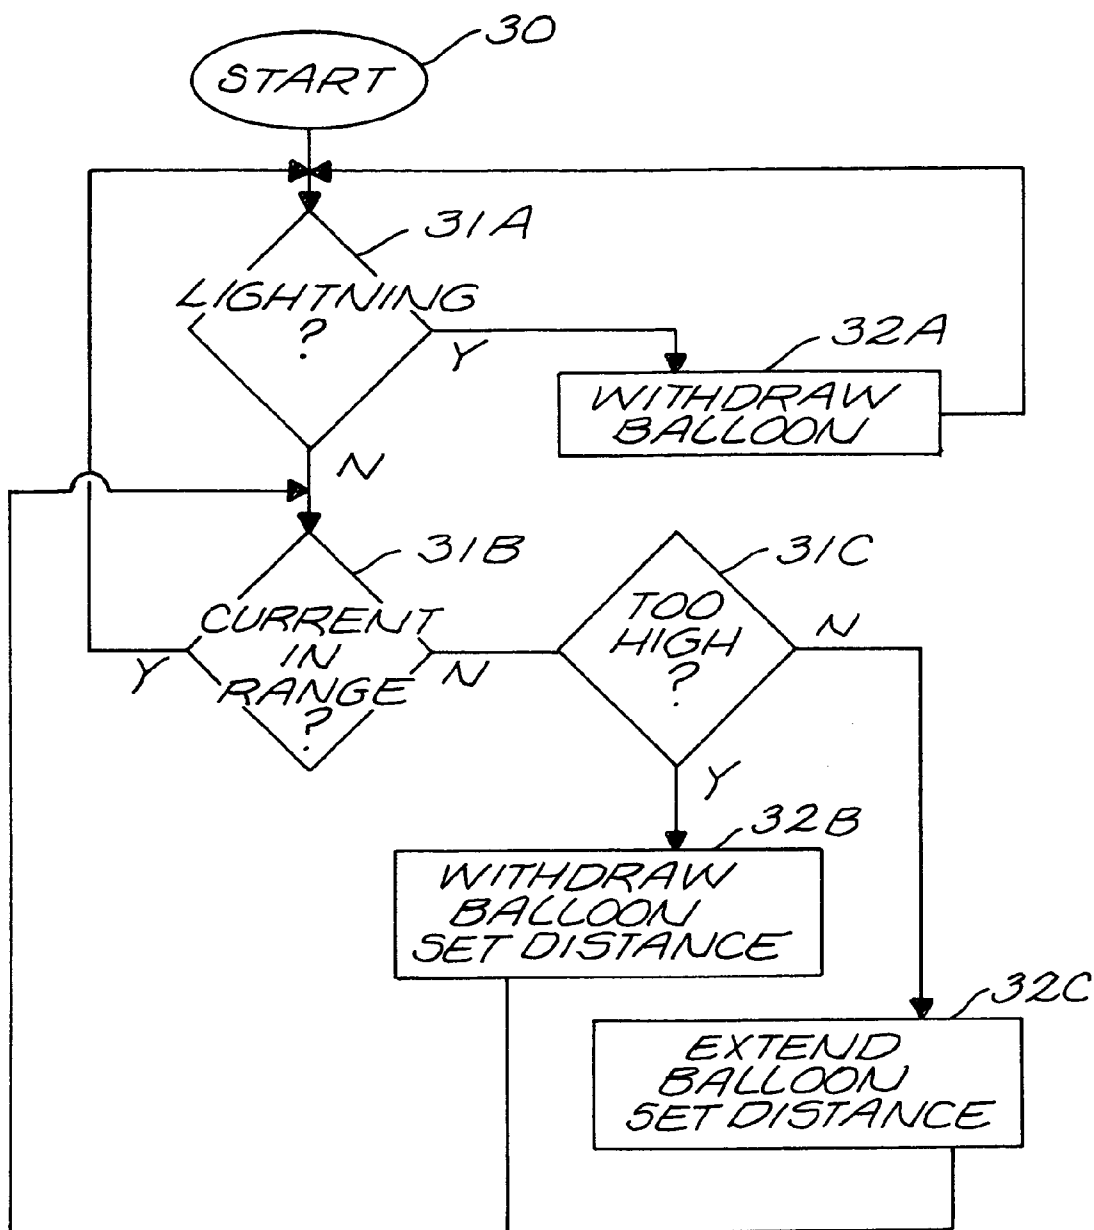 30
START
31A
LIGHTNING
?
Y
32A
WITHDRAW
BALLOON
N
31B
CURRENT
IN
RANGE
?
Y
N
31C
TOO
HIGH
?
N
Y
32B
WITHDRAW
BALLOON
SET DISTANCE
32C
EXTEND
BALLOON
SET DISTANCE